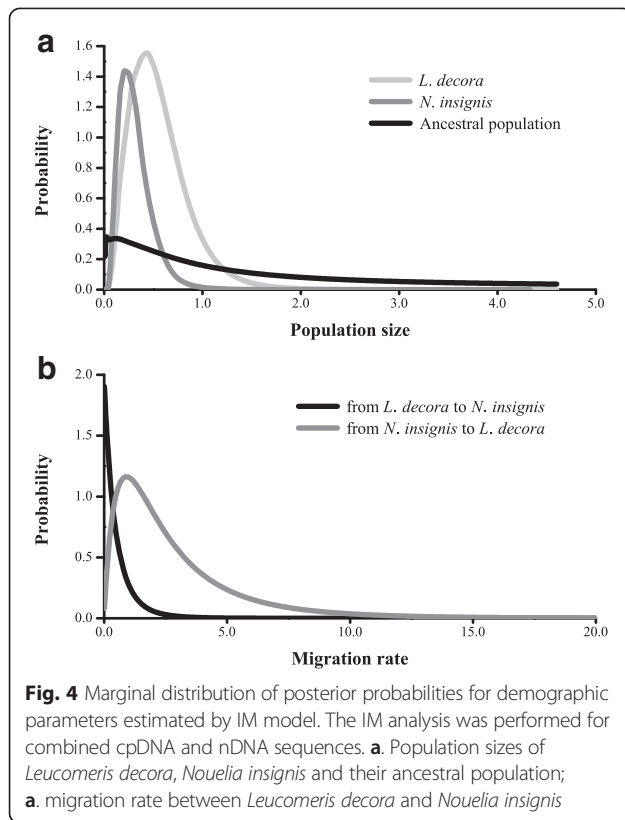 a
1.6
1.4
1.2
1.0
0.8
0.6
0.4
0.2
0.0
Probability
L. decora
N. insignis
Ancestral population
0.0 1.0 2.0 3.0 4.0 5.0
Population size
b
2.0
1.5
1.0
0.5
0.0
Probability
from L. decora to N. insignis
from N. insignis to L. decora
0.0 5.0 10.0 15.0 20.0
Migration rate
Fig. 4 Marginal distribution of posterior probabilities for demographic
parameters estimated by IM model. The IM analysis was performed for
combined cpDNA and nDNA sequences. a. Population sizes of
Leucomeris decora, Nouelia insignis and their ancestral population;
a. migration rate between Leucomeris decora and Nouelia insignis